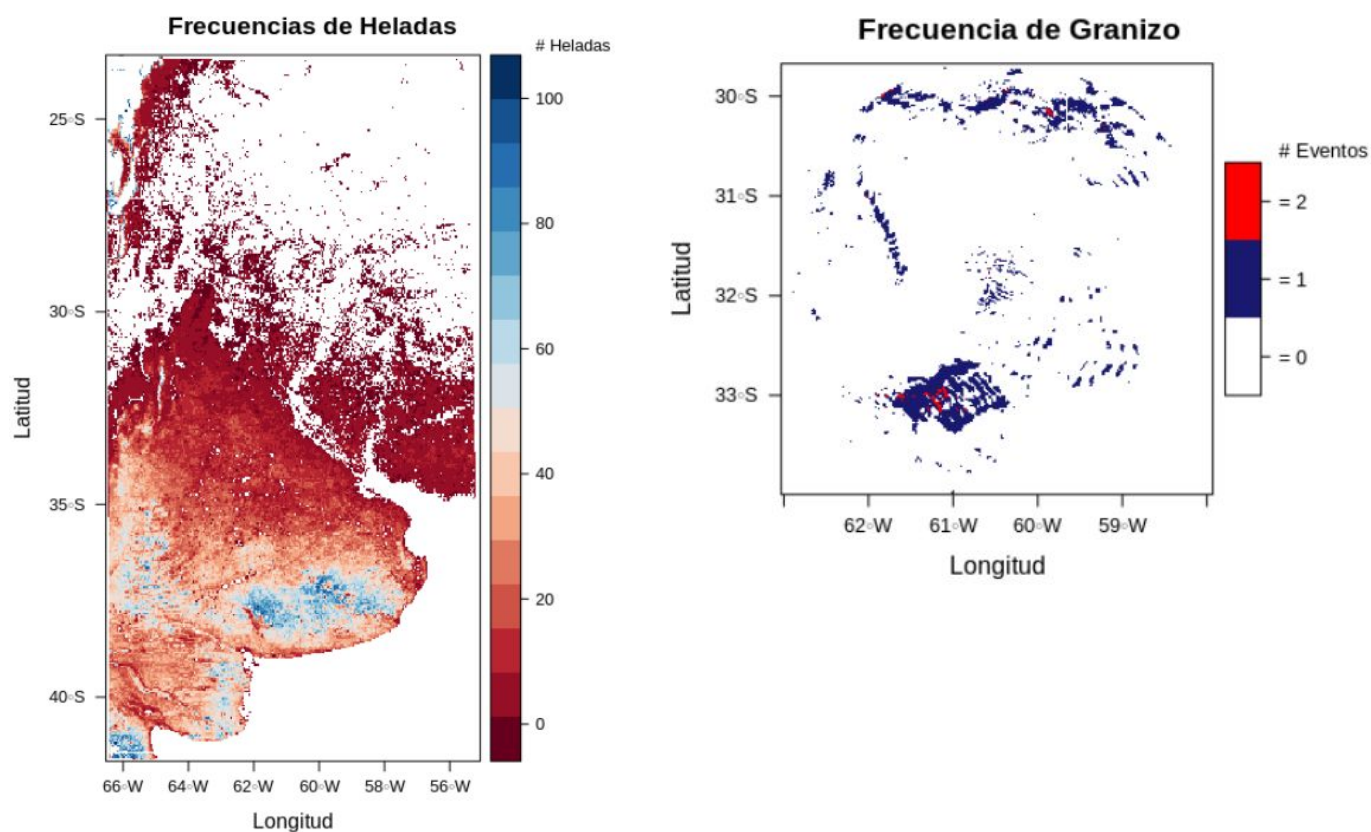 Frecuencias de Heladas
# Heladas
100
80
60
40
20
0
25◦S
30◦S
35◦S
40◦S
Latitud
66◦W 64◦W 62◦W 60◦W 58◦W 56◦W
Longitud
Frecuencia de Granizo
30◦S
31◦S
32◦S
33◦S
Latitud
62◦W 61◦W 60◦W 59◦W
Longitud
# Eventos
= 2
= 1
= 0